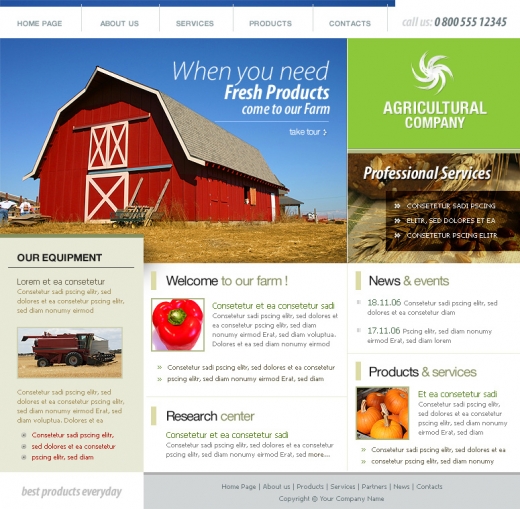 HOME PAGE
ABOUT US
SERVICES
PRODUCTS
CONTACTS
call us: 0 800 555 12345
When you need
Fresh Products
come to our Farm
take tour
AGRICULTURAL
COMPANY
Professional Services
CONSETETUR SADI PSCING
ELITR, SED DOLORES ET EA
CONSETETUR PSCING ELITR
OUR EQUIPMENT
Lorem et ea consetetur
Consetetur sadi pscing elitr, sed
dolores et ea consetetur pscing elitr,
sed diam nonumy eirmod
Consetetur sadi pscing elitr, sed
dolores et ea consetetur pscing
elitr, sed diam nonumy eirmod
Erat, sed diam voluptua. diam
voluptua. Dolores et ea
Consetetur sadi pscing elitr,
sed dolores et ea consetetur
pscing elitr, sed diam
best products everyday
Welcome to our farm !
Consetetur et ea consetetur sadi
Consetetur sadi pscing elitr, sed
dolores et ea consetetur pscing
elitr, sed diam nonumy eirmod
Erat, sed diam voluptua.
Dolores et ea consetetur
Consetetur sadi pscing elitr, sed dolores et ea consetetur
pscing elitr, sed diam nonumy eirmod Erat, sed diam
Research center
Consetetur et ea consetetur sadi
Consetetur sadi pscing elitr, sed dolores et ea consetetur
pscing elitr, sed diam nonumy eirmod Erat, sed more...
News & events
18.11.06 Consetetur sadi pscing elitr, sed
dolores et ea consetetur
17.11.06 Pscing elitr, sed diam nonumy
eirmod Erat, sed diam lorem
Products & services
Et ea consetetur sadi
Consetetur sadi pscing elitr, sed
dolores et ea consetetur pscing
elitr, sed diam nonumy eirmod
Erat, sed diam voluptua.
Consetetur sadi pscing elitr, sed dolores et ea
consetetur pscing elitr, sed diam nonumy
Home Page | About us | Products | Services | Partners | News | Contacts
Copyright @ Your Company Name